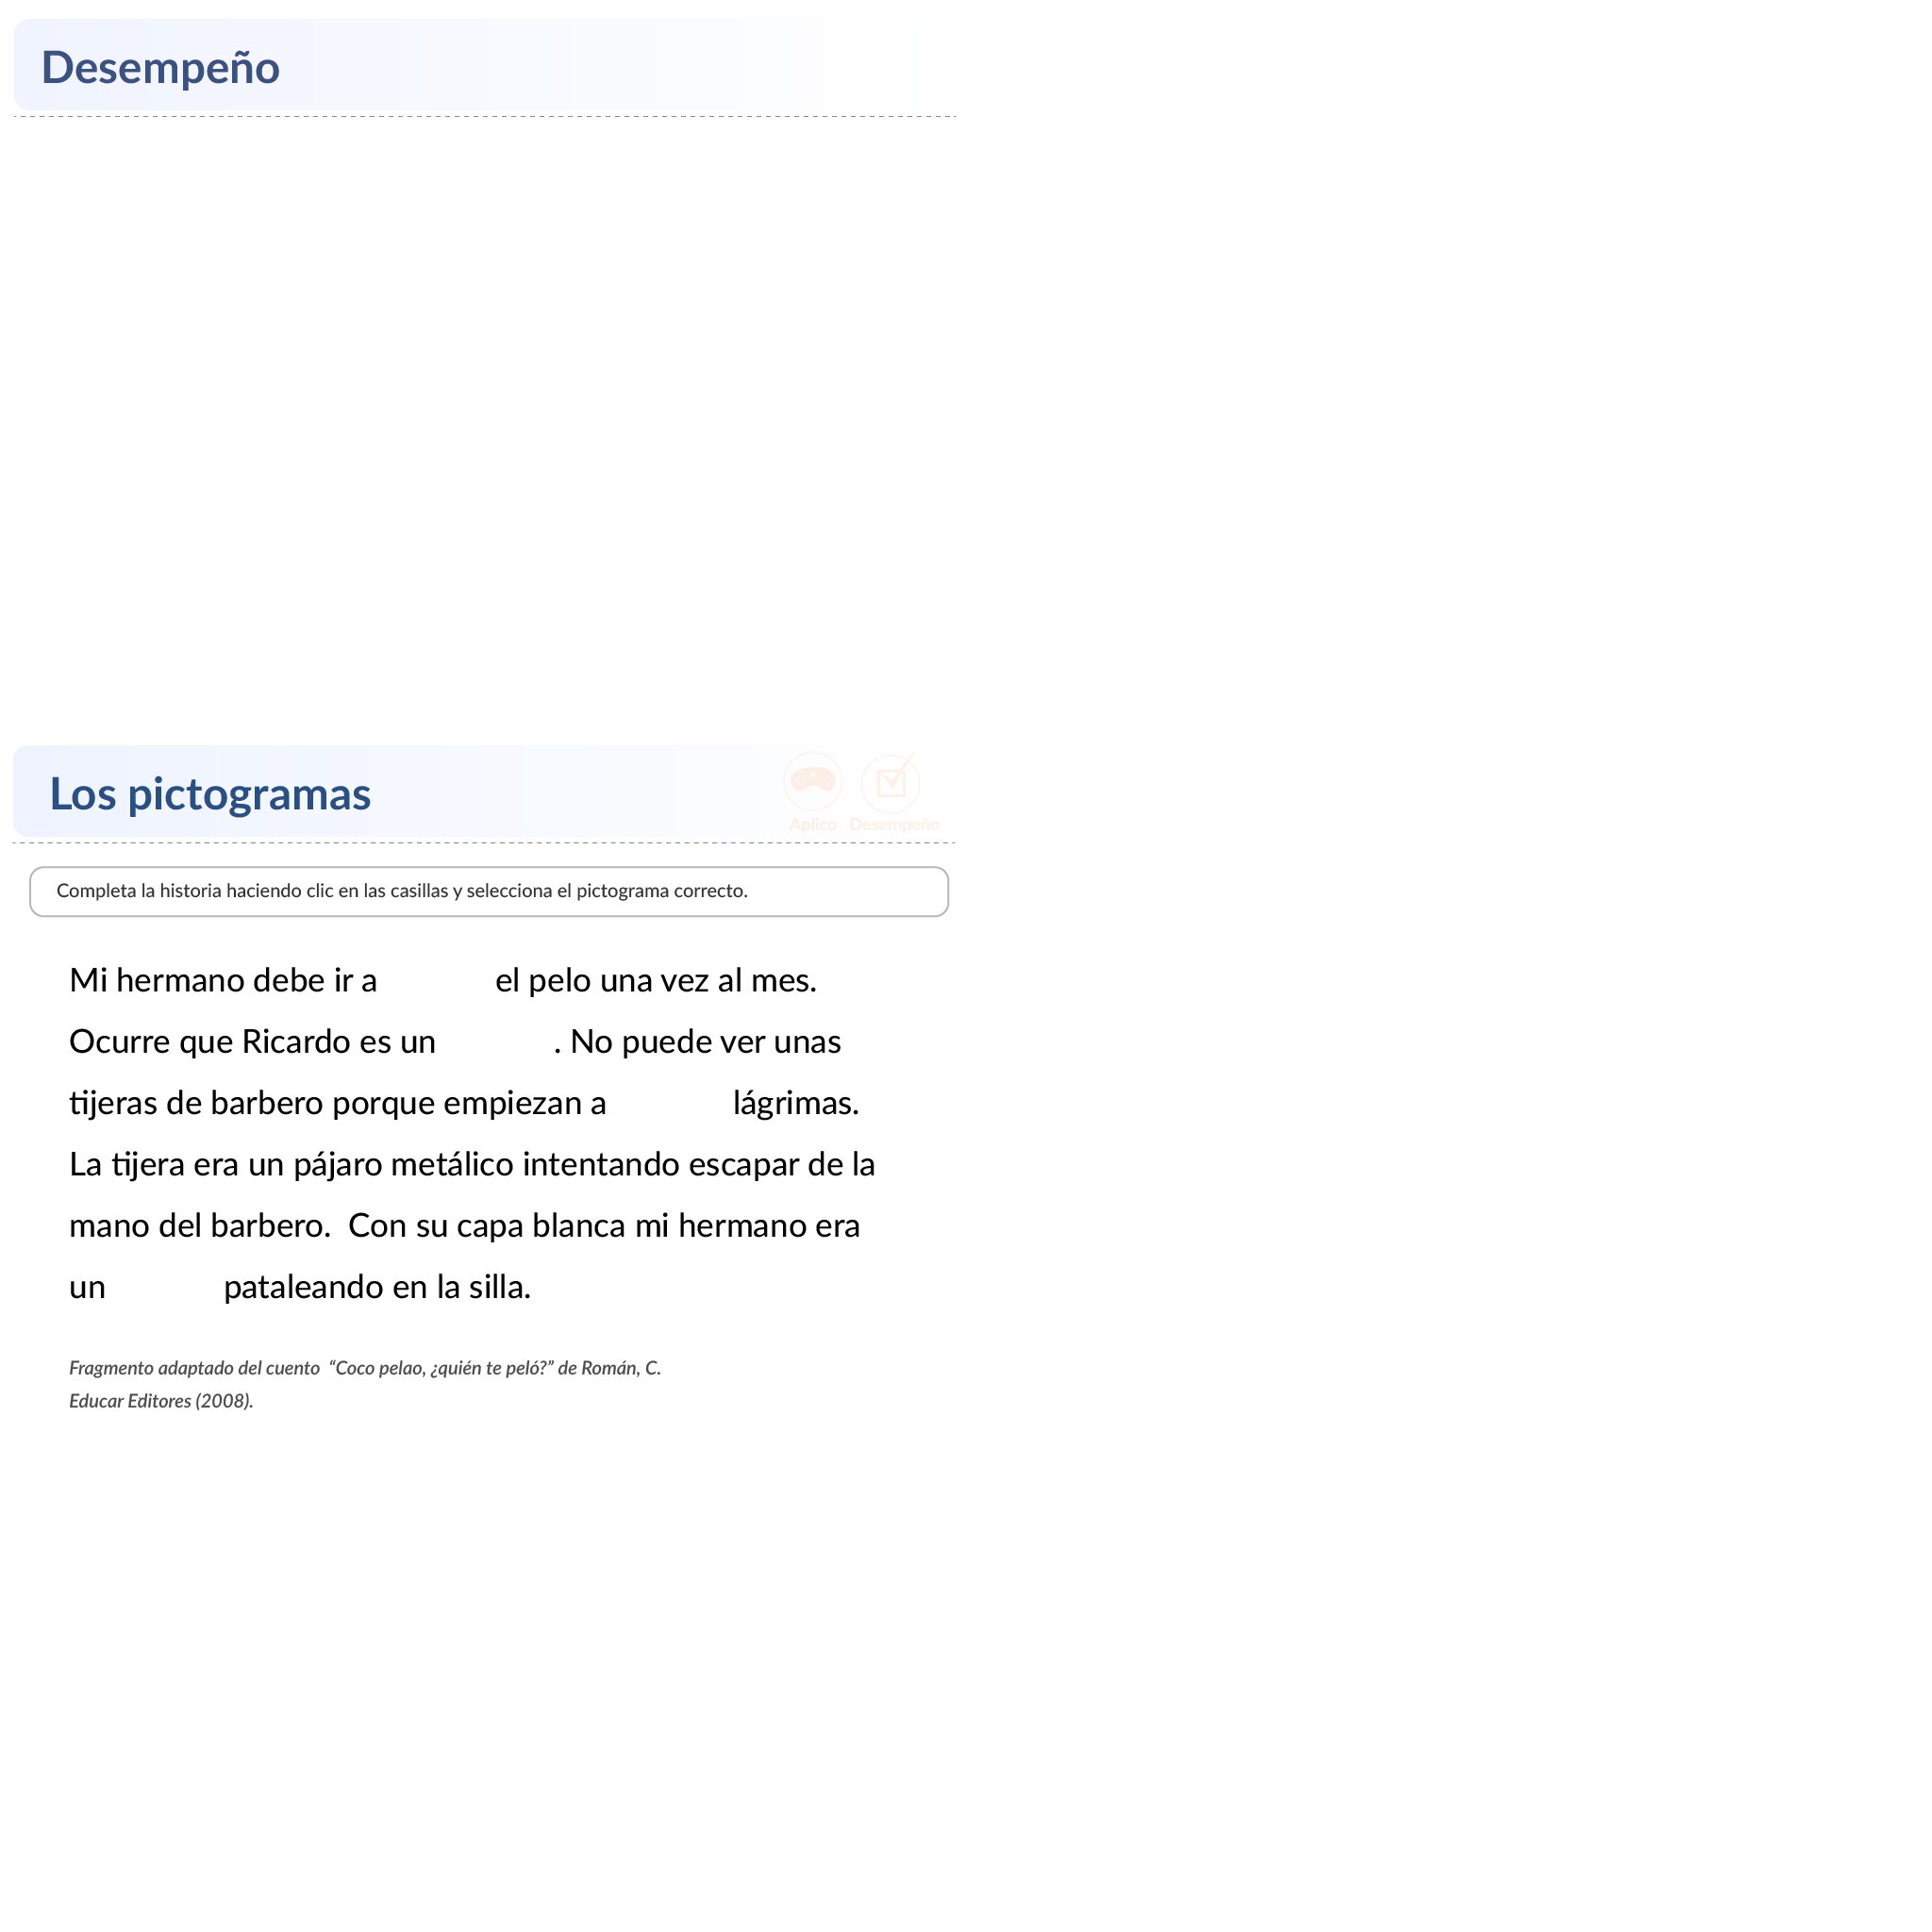 Desempeño
Los pictogramas
Aplico Desempeño
Completa la historia haciendo clic en las casillas y selecciona el pictograma correcto.
Mi hermano debe ir a el pelo una vez al mes.
Ocurre que Ricardo es un . No puede ver unas
tijeras de barbero porque empiezan a lágrimas.
La tijera era un pájaro metálico intentando escapar de la
mano del barbero. Con su capa blanca mi hermano era
un pataleando en la silla.
Fragmento adaptado del cuento “Coco pelao, ¿quién te peló?” de Román, C.
Educar Editores (2008).